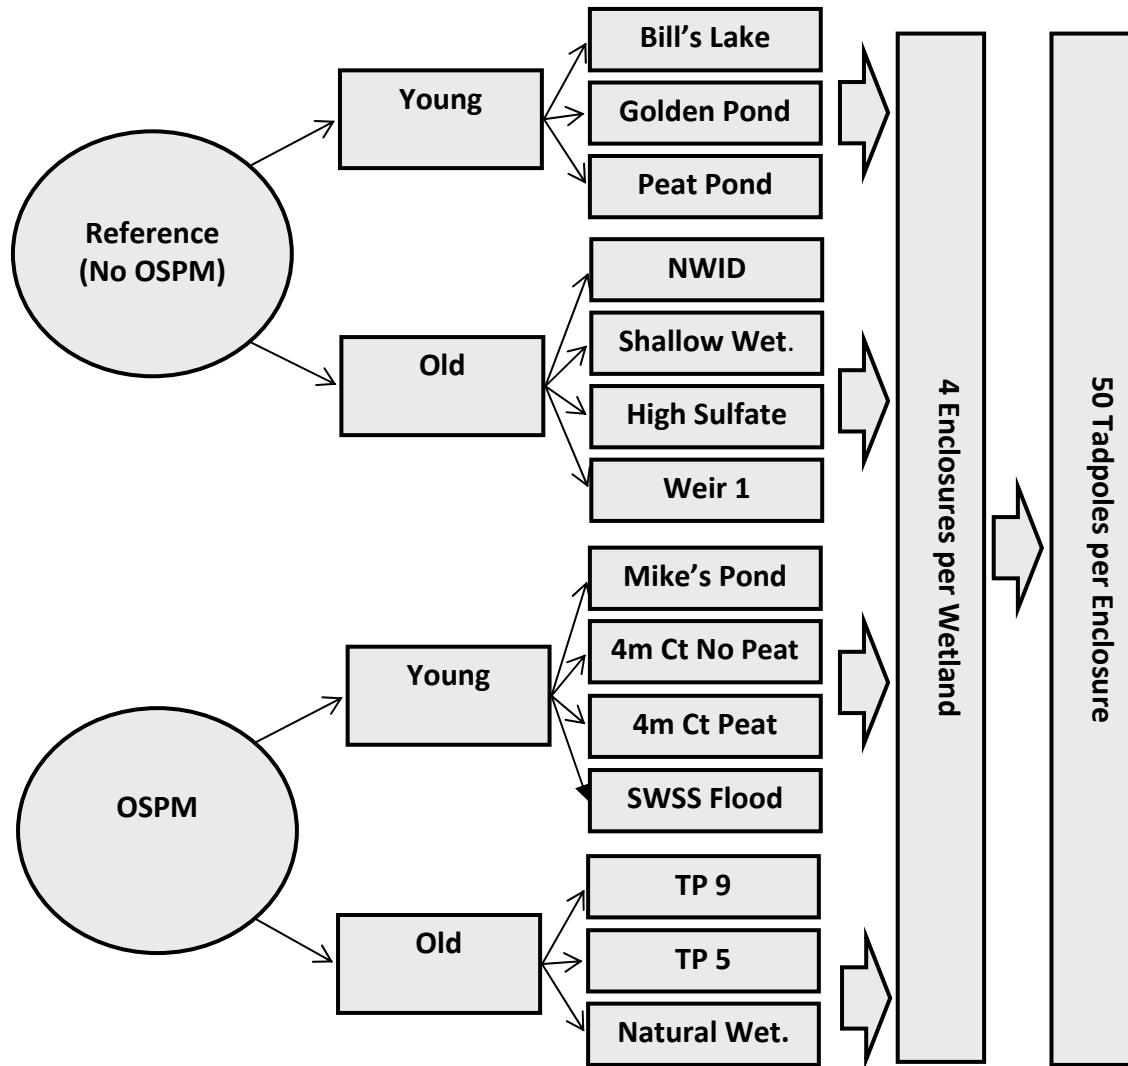 Reference
(No OSPM)
Young
Bill’s Lake
Golden Pond
Peat Pond
Old
NWID
Shallow Wet.
High Sulfate
Weir 1
OSPM
Young
Mike’s Pond
4m Ct No Peat
4m Ct Peat
SWSS Flood
Old
TP 9
TP 5
Natural Wet.
4 Enclosures per Wetland
50 Tadpoles per Enclosure